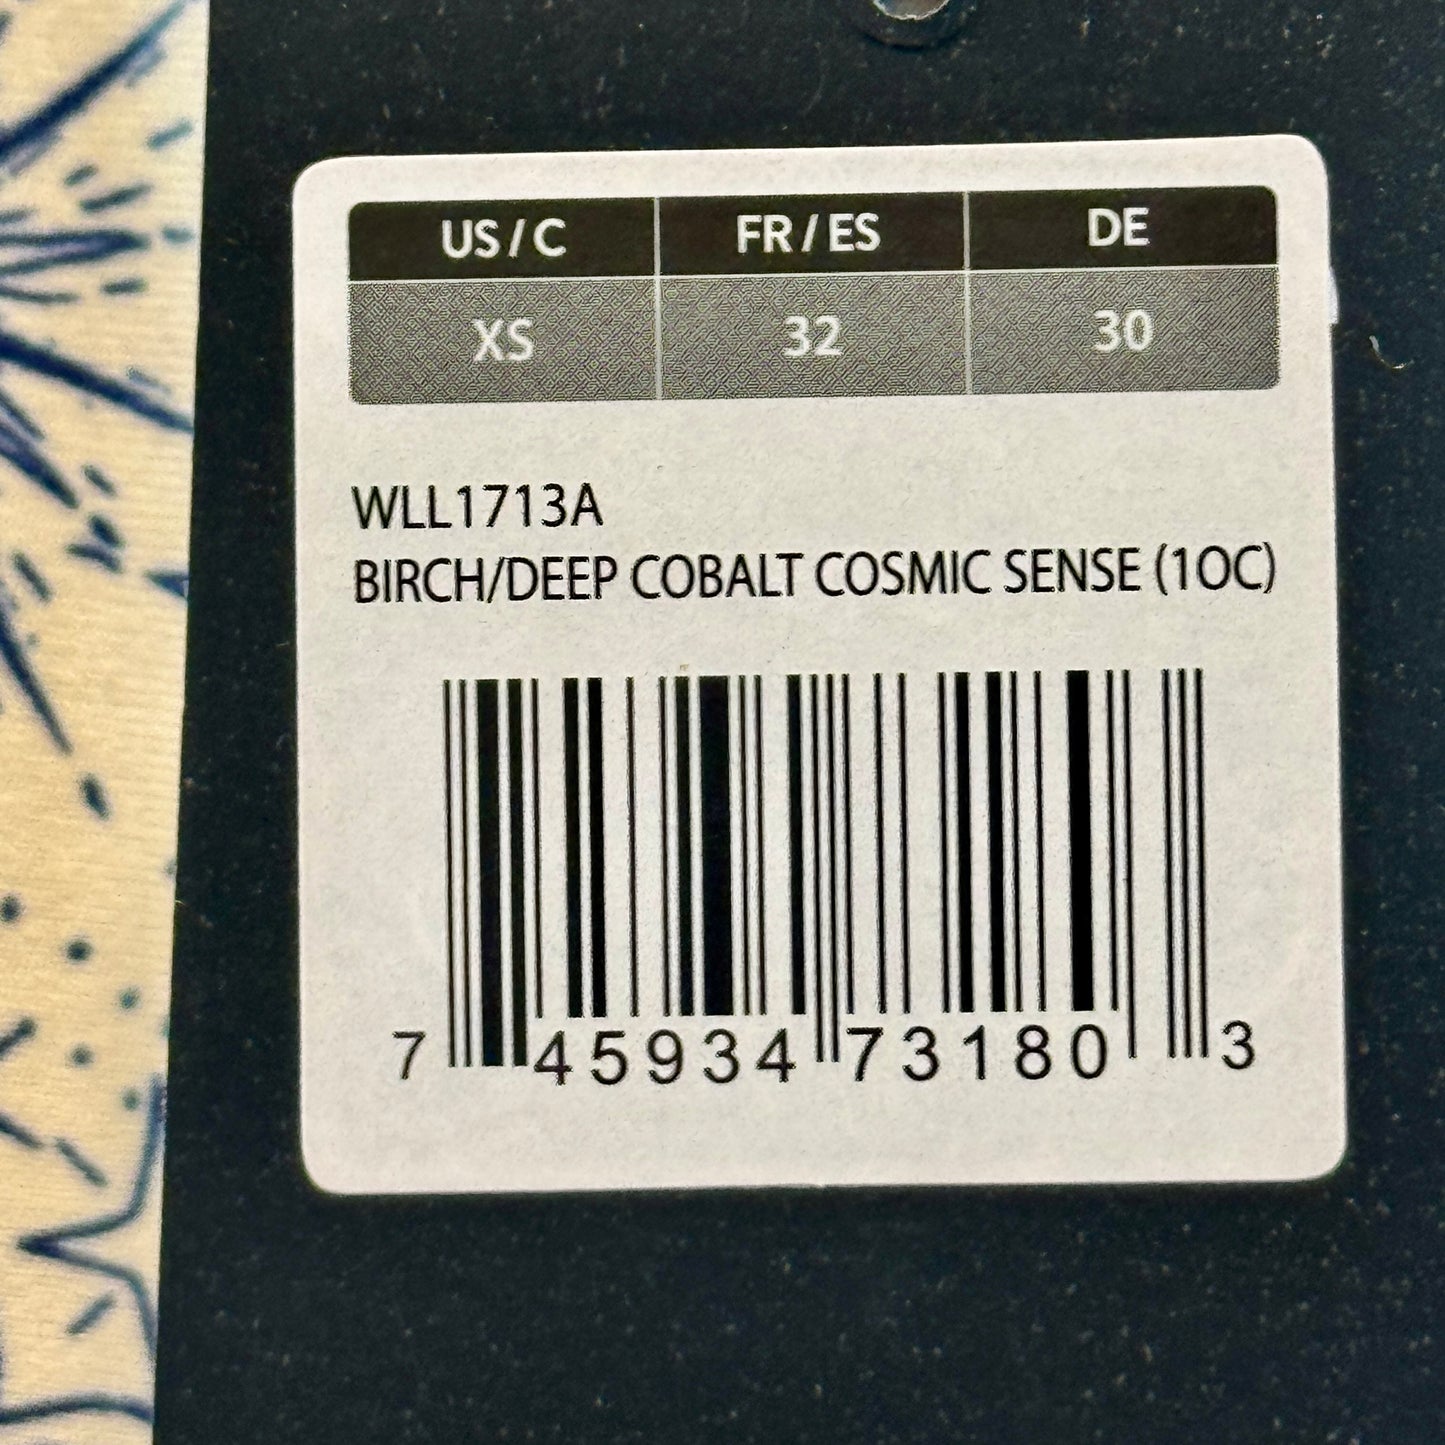 US / C FR / ES DE
XS 32 30
WLL1713A
BIRCH/DEEP COBALT COSMIC SENSE (1OC)
7 45934 73180 3